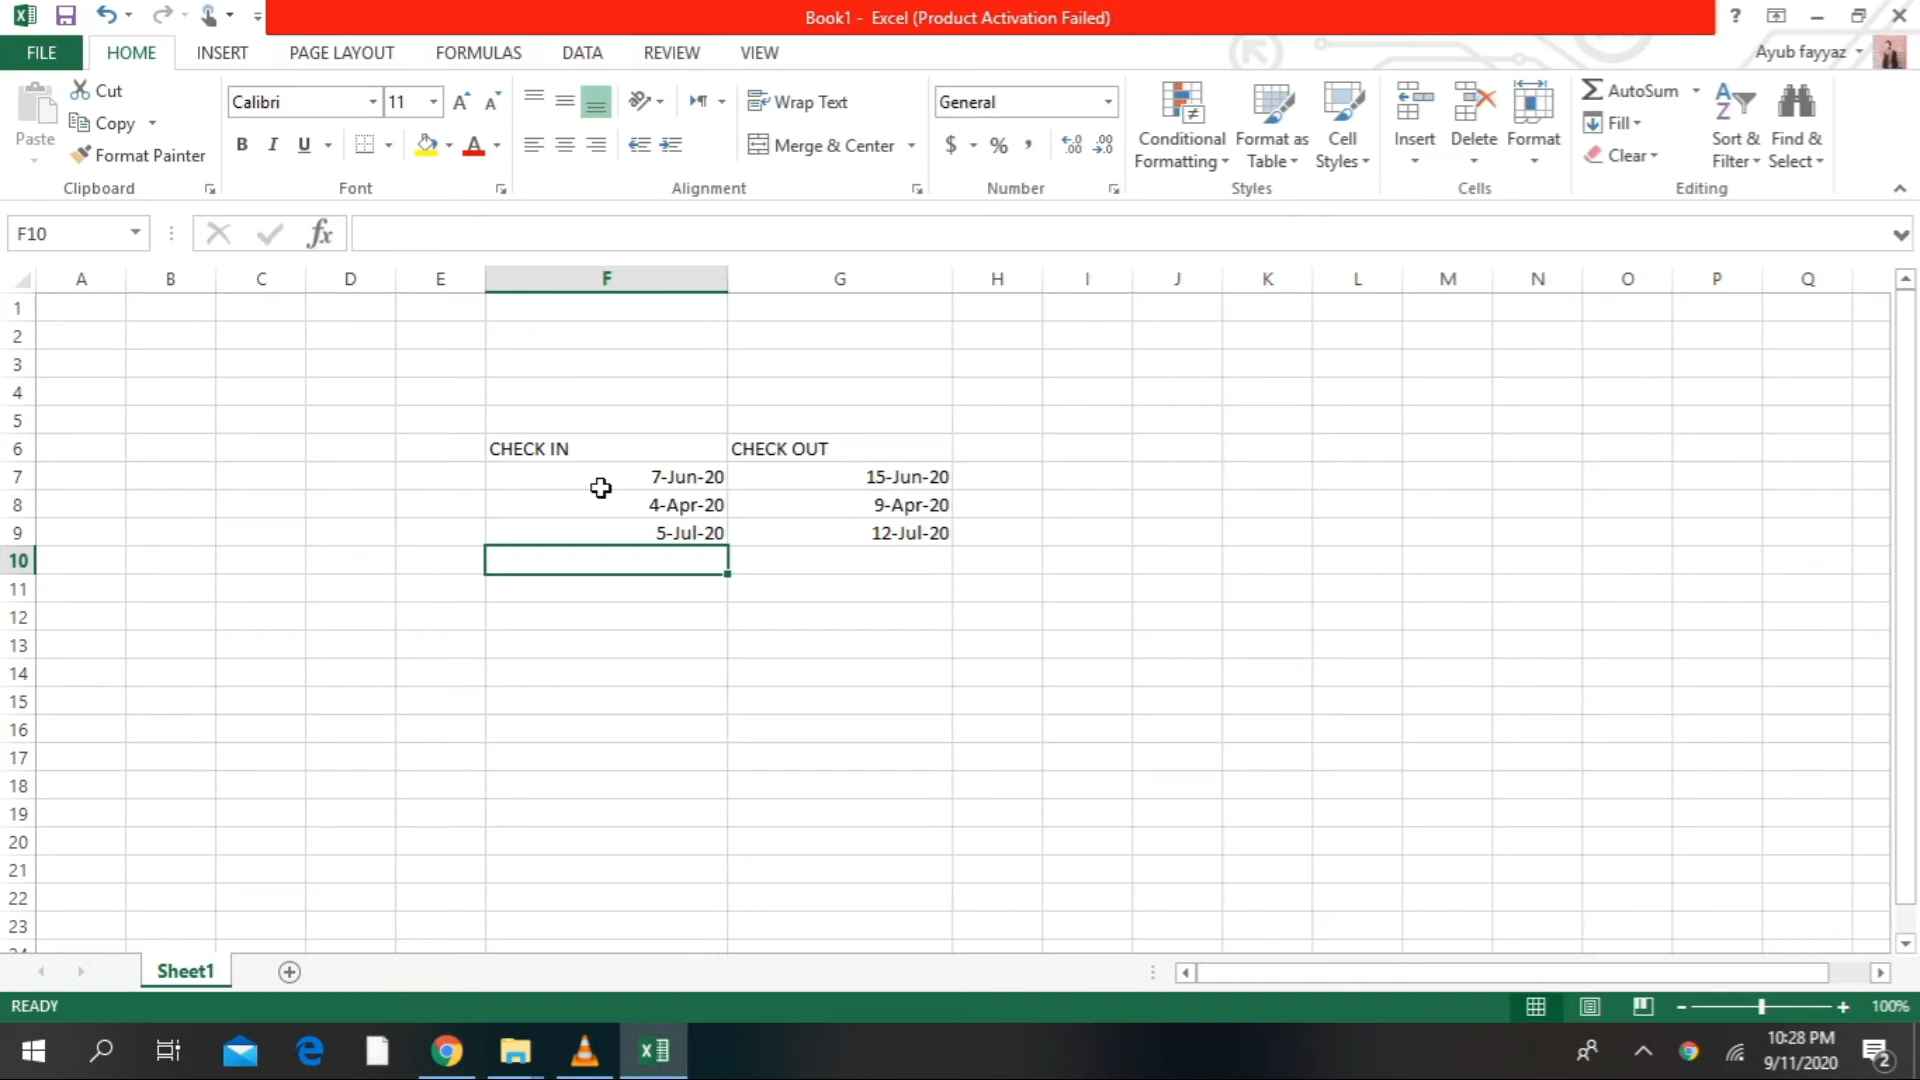 Book1 - Excel (Product Activation Failed)
FILE HOME INSERT PAGE LAYOUT FORMULAS DATA REVIEW VIEW Ayub fayyaz
Paste
Cut
Copy
Format Painter
Clipboard
Calibri 11
B I U
Font
Wrap Text
Merge & Center
Alignment
General
$ % ,
Number
Conditional Formatting
Format as Table
Cell Styles
Styles
Insert Delete Format
Cells
AutoSum
Fill
Clear
Sort & Filter
Find & Select
Editing
F10 fx
A B C D E F G H I J K L M N O P Q
1
2
3
4
5
6 CHECK IN CHECK OUT
7 7-Jun-20 15-Jun-20
8 4-Apr-20 9-Apr-20
9 5-Jul-20 12-Jul-20
10
11
12
13
14
15
16
17
18
19
20
21
22
23
24
Sheet1
READY 100%
10:28 PM
9/11/2020
2